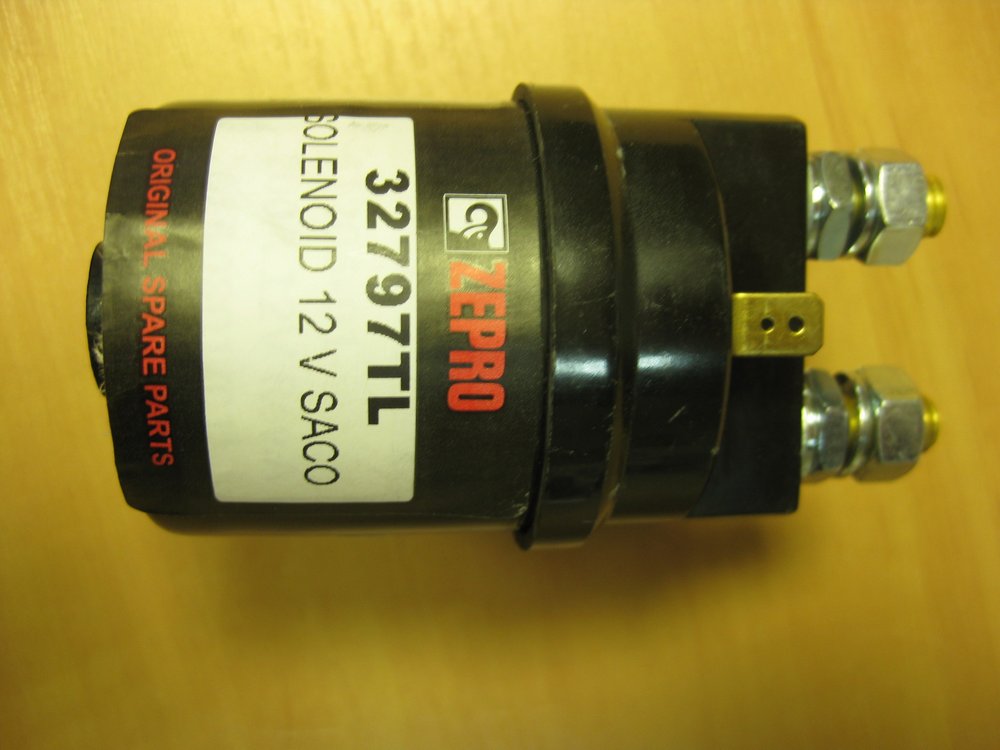 ZEPRO
32797TL
SOLENOID 12 V SACO
ORIGINAL SPARE PARTS